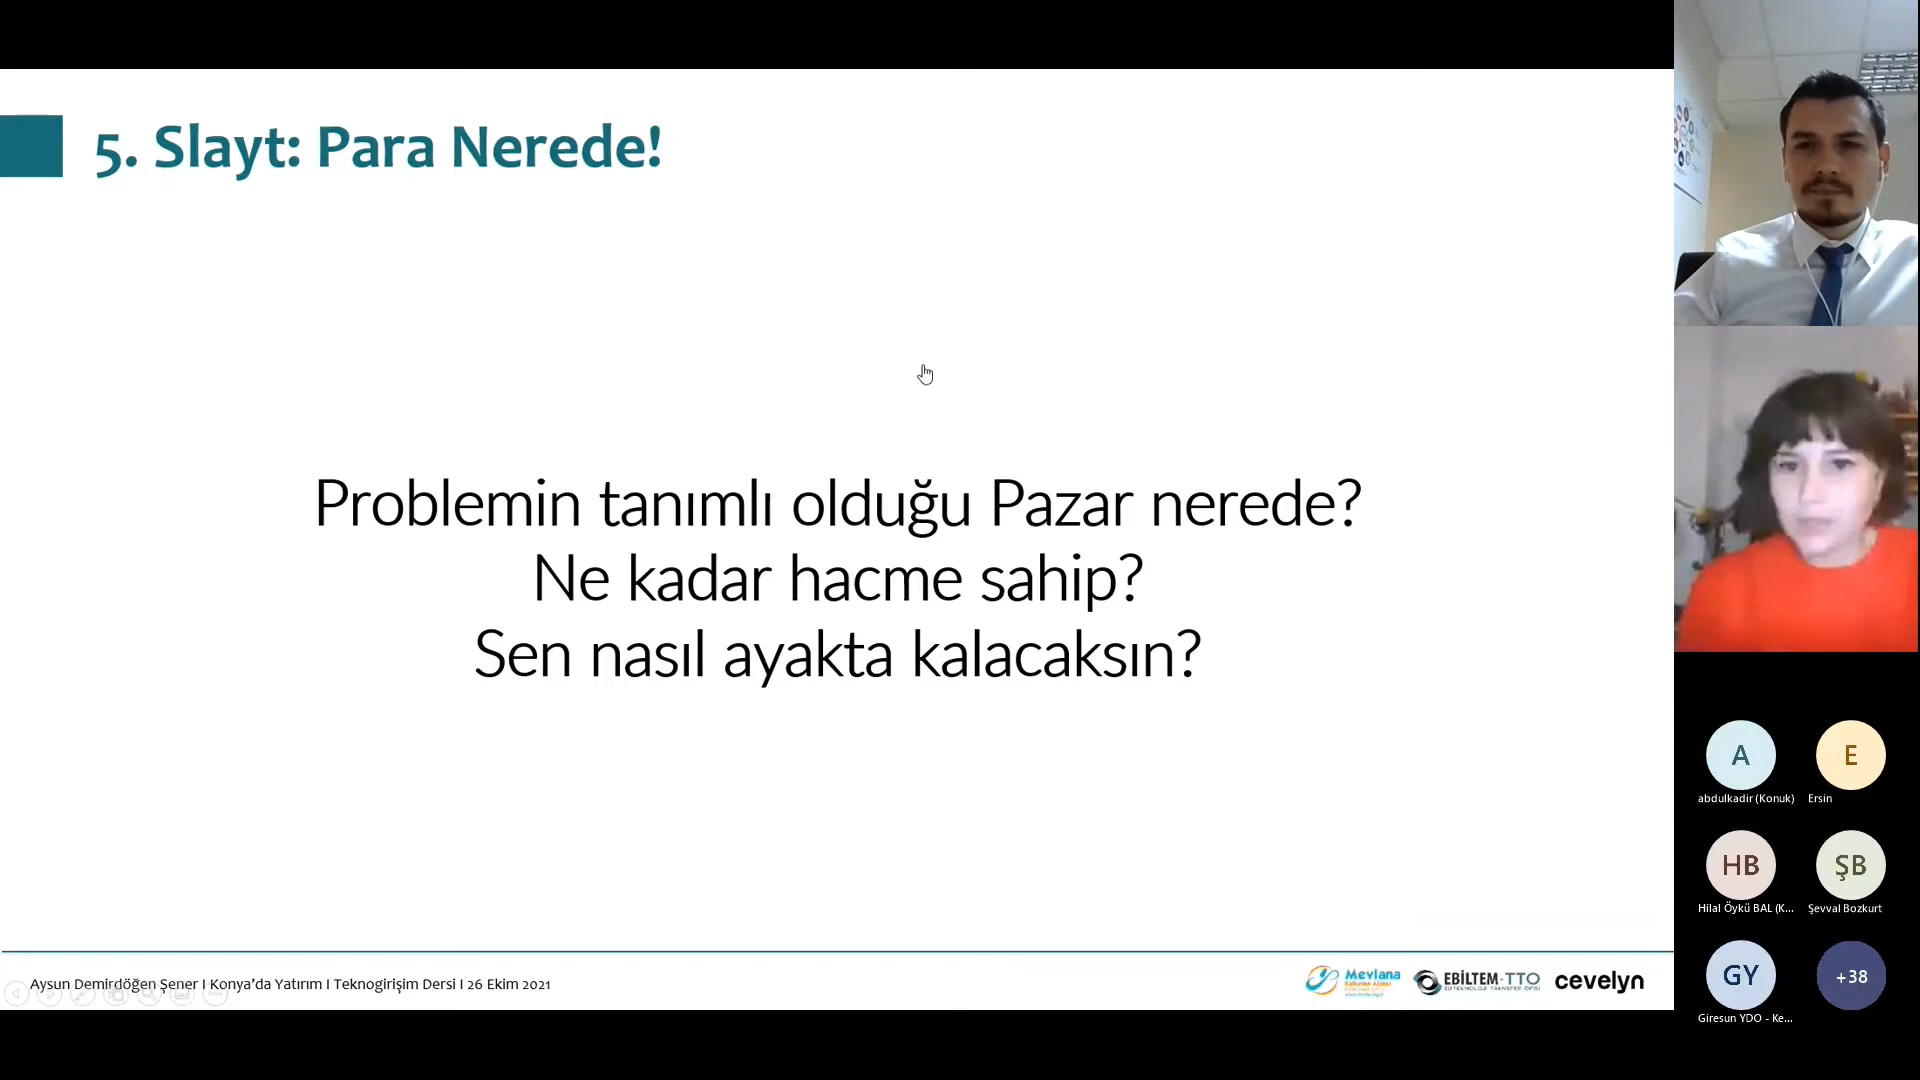 5. Slayt: Para Nerede!
Problemin tanımlı olduğu Pazar nerede?
Ne kadar hacme sahip?
Sen nasıl ayakta kalacaksın?
Aysun Demirdöğen Şener I Konya'da Yatırım I Teknogirişim Dersi I 26 Ekim 2021
Mevlana
Kalkınma Ajansı
EBİLTEM-TTO
EÜ TEKNOLOJİ TRANSFER OFİSİ
cevelyn
A
abdulkadir (Konuk)
E
Ersin
HB
Hilal Öykü BAL (K...
ŞB
Şevval Bozkurt
GY
Giresun YDO - Ke...
+38